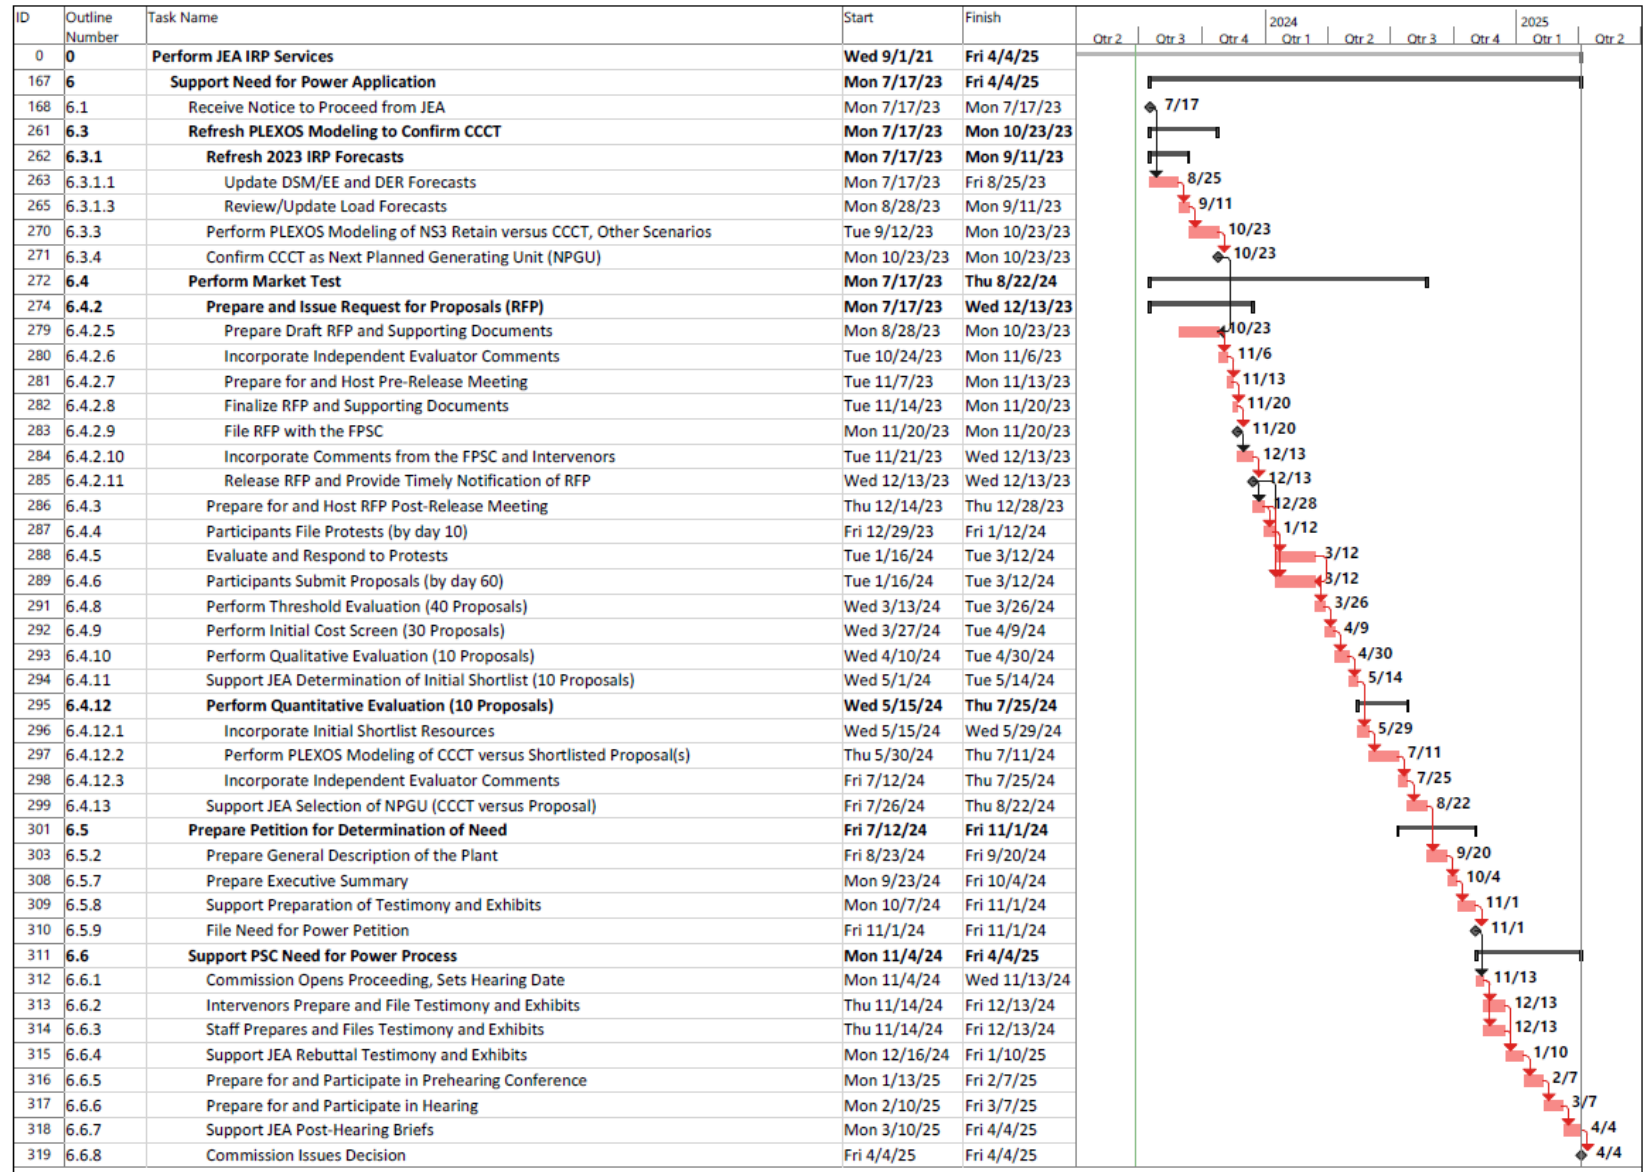 ID Outline Number Task Name Start Finish 2024 2025
Qtr 2 Qtr 3 Qtr 4 Qtr 1 Qtr 2 Qtr 3 Qtr 4 Qtr 1 Qtr 2
0 0 Perform JEA IRP Services Wed 9/1/21 Fri 4/4/25
167 6 Support Need for Power Application Mon 7/17/23 Fri 4/4/25
168 6.1 Receive Notice to Proceed from JEA Mon 7/17/23 Mon 7/17/23 7/17
261 6.3 Refresh PLEXOS Modeling to Confirm CCCT Mon 7/17/23 Mon 10/23/23
262 6.3.1 Refresh 2023 IRP Forecasts Mon 7/17/23 Mon 9/11/23
263 6.3.1.1 Update DSM/EE and DER Forecasts Mon 7/17/23 Fri 8/25/23 8/25
265 6.3.1.3 Review/Update Load Forecasts Mon 8/28/23 Mon 9/11/23 9/11
270 6.3.3 Perform PLEXOS Modeling of NS3 Retain versus CCCT, Other Scenarios Tue 9/12/23 Mon 10/23/23 10/23
271 6.3.4 Confirm CCCT as Next Planned Generating Unit (NPGU) Mon 10/23/23 Mon 10/23/23 10/23
272 6.4 Perform Market Test Mon 7/17/23 Thu 8/22/24
274 6.4.2 Prepare and Issue Request for Proposals (RFP) Mon 7/17/23 Wed 12/13/23
279 6.4.2.5 Prepare Draft RFP and Supporting Documents Mon 8/28/23 Mon 10/23/23 10/23
280 6.4.2.6 Incorporate Independent Evaluator Comments Tue 10/24/23 Mon 11/6/23 11/6
281 6.4.2.7 Prepare for and Host Pre-Release Meeting Tue 11/7/23 Mon 11/13/23 11/13
282 6.4.2.8 Finalize RFP and Supporting Documents Tue 11/14/23 Mon 11/20/23 11/20
283 6.4.2.9 File RFP with the FPSC Mon 11/20/23 Mon 11/20/23 11/20
284 6.4.2.10 Incorporate Comments from the FPSC and Intervenors Tue 11/21/23 Wed 12/13/23 12/13
285 6.4.2.11 Release RFP and Provide Timely Notification of RFP Wed 12/13/23 Wed 12/13/23 12/13
286 6.4.3 Prepare for and Host RFP Post-Release Meeting Thu 12/14/23 Thu 12/28/23 12/28
287 6.4.4 Participants File Protests (by day 10) Fri 12/29/23 Fri 1/12/24 1/12
288 6.4.5 Evaluate and Respond to Protests Tue 1/16/24 Tue 3/12/24 3/12
289 6.4.6 Participants Submit Proposals (by day 60) Tue 1/16/24 Tue 3/12/24 3/12
291 6.4.8 Perform Threshold Evaluation (40 Proposals) Wed 3/13/24 Tue 3/26/24 3/26
292 6.4.9 Perform Initial Cost Screen (30 Proposals) Wed 3/27/24 Tue 4/9/24 4/9
293 6.4.10 Perform Qualitative Evaluation (10 Proposals) Wed 4/10/24 Tue 4/30/24 4/30
294 6.4.11 Support JEA Determination of Initial Shortlist (10 Proposals) Wed 5/1/24 Tue 5/14/24 5/14
295 6.4.12 Perform Quantitative Evaluation (10 Proposals) Wed 5/15/24 Thu 7/25/24
296 6.4.12.1 Incorporate Initial Shortlist Resources Wed 5/15/24 Wed 5/29/24 5/29
297 6.4.12.2 Perform PLEXOS Modeling of CCCT versus Shortlisted Proposal(s) Thu 5/30/24 Thu 7/11/24 7/11
298 6.4.12.3 Incorporate Independent Evaluator Comments Fri 7/12/24 Thu 7/25/24 7/25
299 6.4.13 Support JEA Selection of NPGU (CCCT versus Proposal) Fri 7/26/24 Thu 8/22/24 8/22
301 6.5 Prepare Petition for Determination of Need Fri 7/12/24 Fri 11/1/24
303 6.5.2 Prepare General Description of the Plant Fri 8/23/24 Fri 9/20/24 9/20
308 6.5.7 Prepare Executive Summary Mon 9/23/24 Fri 10/4/24 10/4
309 6.5.8 Support Preparation of Testimony and Exhibits Mon 10/7/24 Fri 11/1/24 11/1
310 6.5.9 File Need for Power Petition Fri 11/1/24 Fri 11/1/24 11/1
311 6.6 Support PSC Need for Power Process Mon 11/4/24 Fri 4/4/25
312 6.6.1 Commission Opens Proceeding, Sets Hearing Date Mon 11/4/24 Wed 11/13/24 11/13
313 6.6.2 Intervenors Prepare and File Testimony and Exhibits Thu 11/14/24 Fri 12/13/24 12/13
314 6.6.3 Staff Prepares and Files Testimony and Exhibits Thu 11/14/24 Fri 12/13/24 12/13
315 6.6.4 Support JEA Rebuttal Testimony and Exhibits Mon 12/16/24 Fri 1/10/25 1/10
316 6.6.5 Prepare for and Participate in Prehearing Conference Mon 1/13/25 Fri 2/7/25 2/7
317 6.6.6 Prepare for and Participate in Hearing Mon 2/10/25 Fri 3/7/25 3/7
318 6.6.7 Support JEA Post-Hearing Briefs Mon 3/10/25 Fri 4/4/25 4/4
319 6.6.8 Commission Issues Decision Fri 4/4/25 Fri 4/4/25 4/4